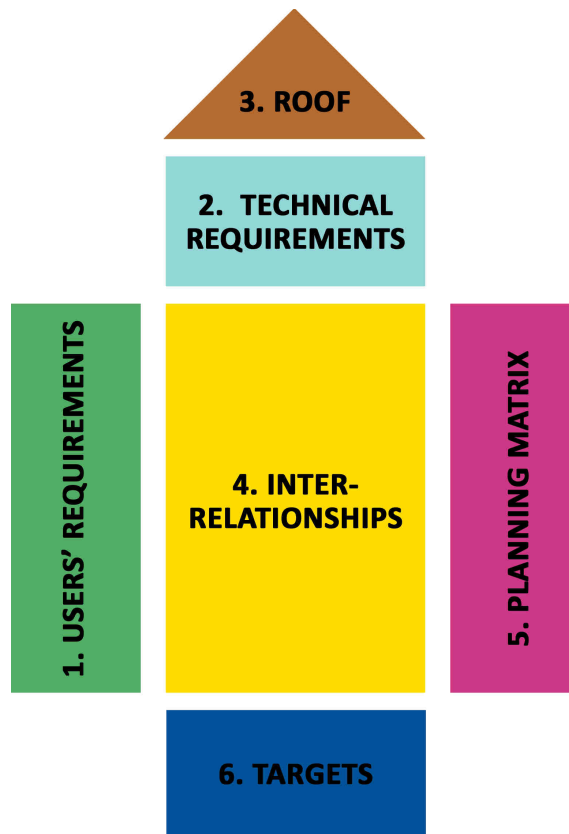 3. ROOF
2. TECHNICAL
REQUIREMENTS
1. USERS’ REQUIREMENTS
4. INTER-
RELATIONSHIPS
5. PLANNING MATRIX
6. TARGETS